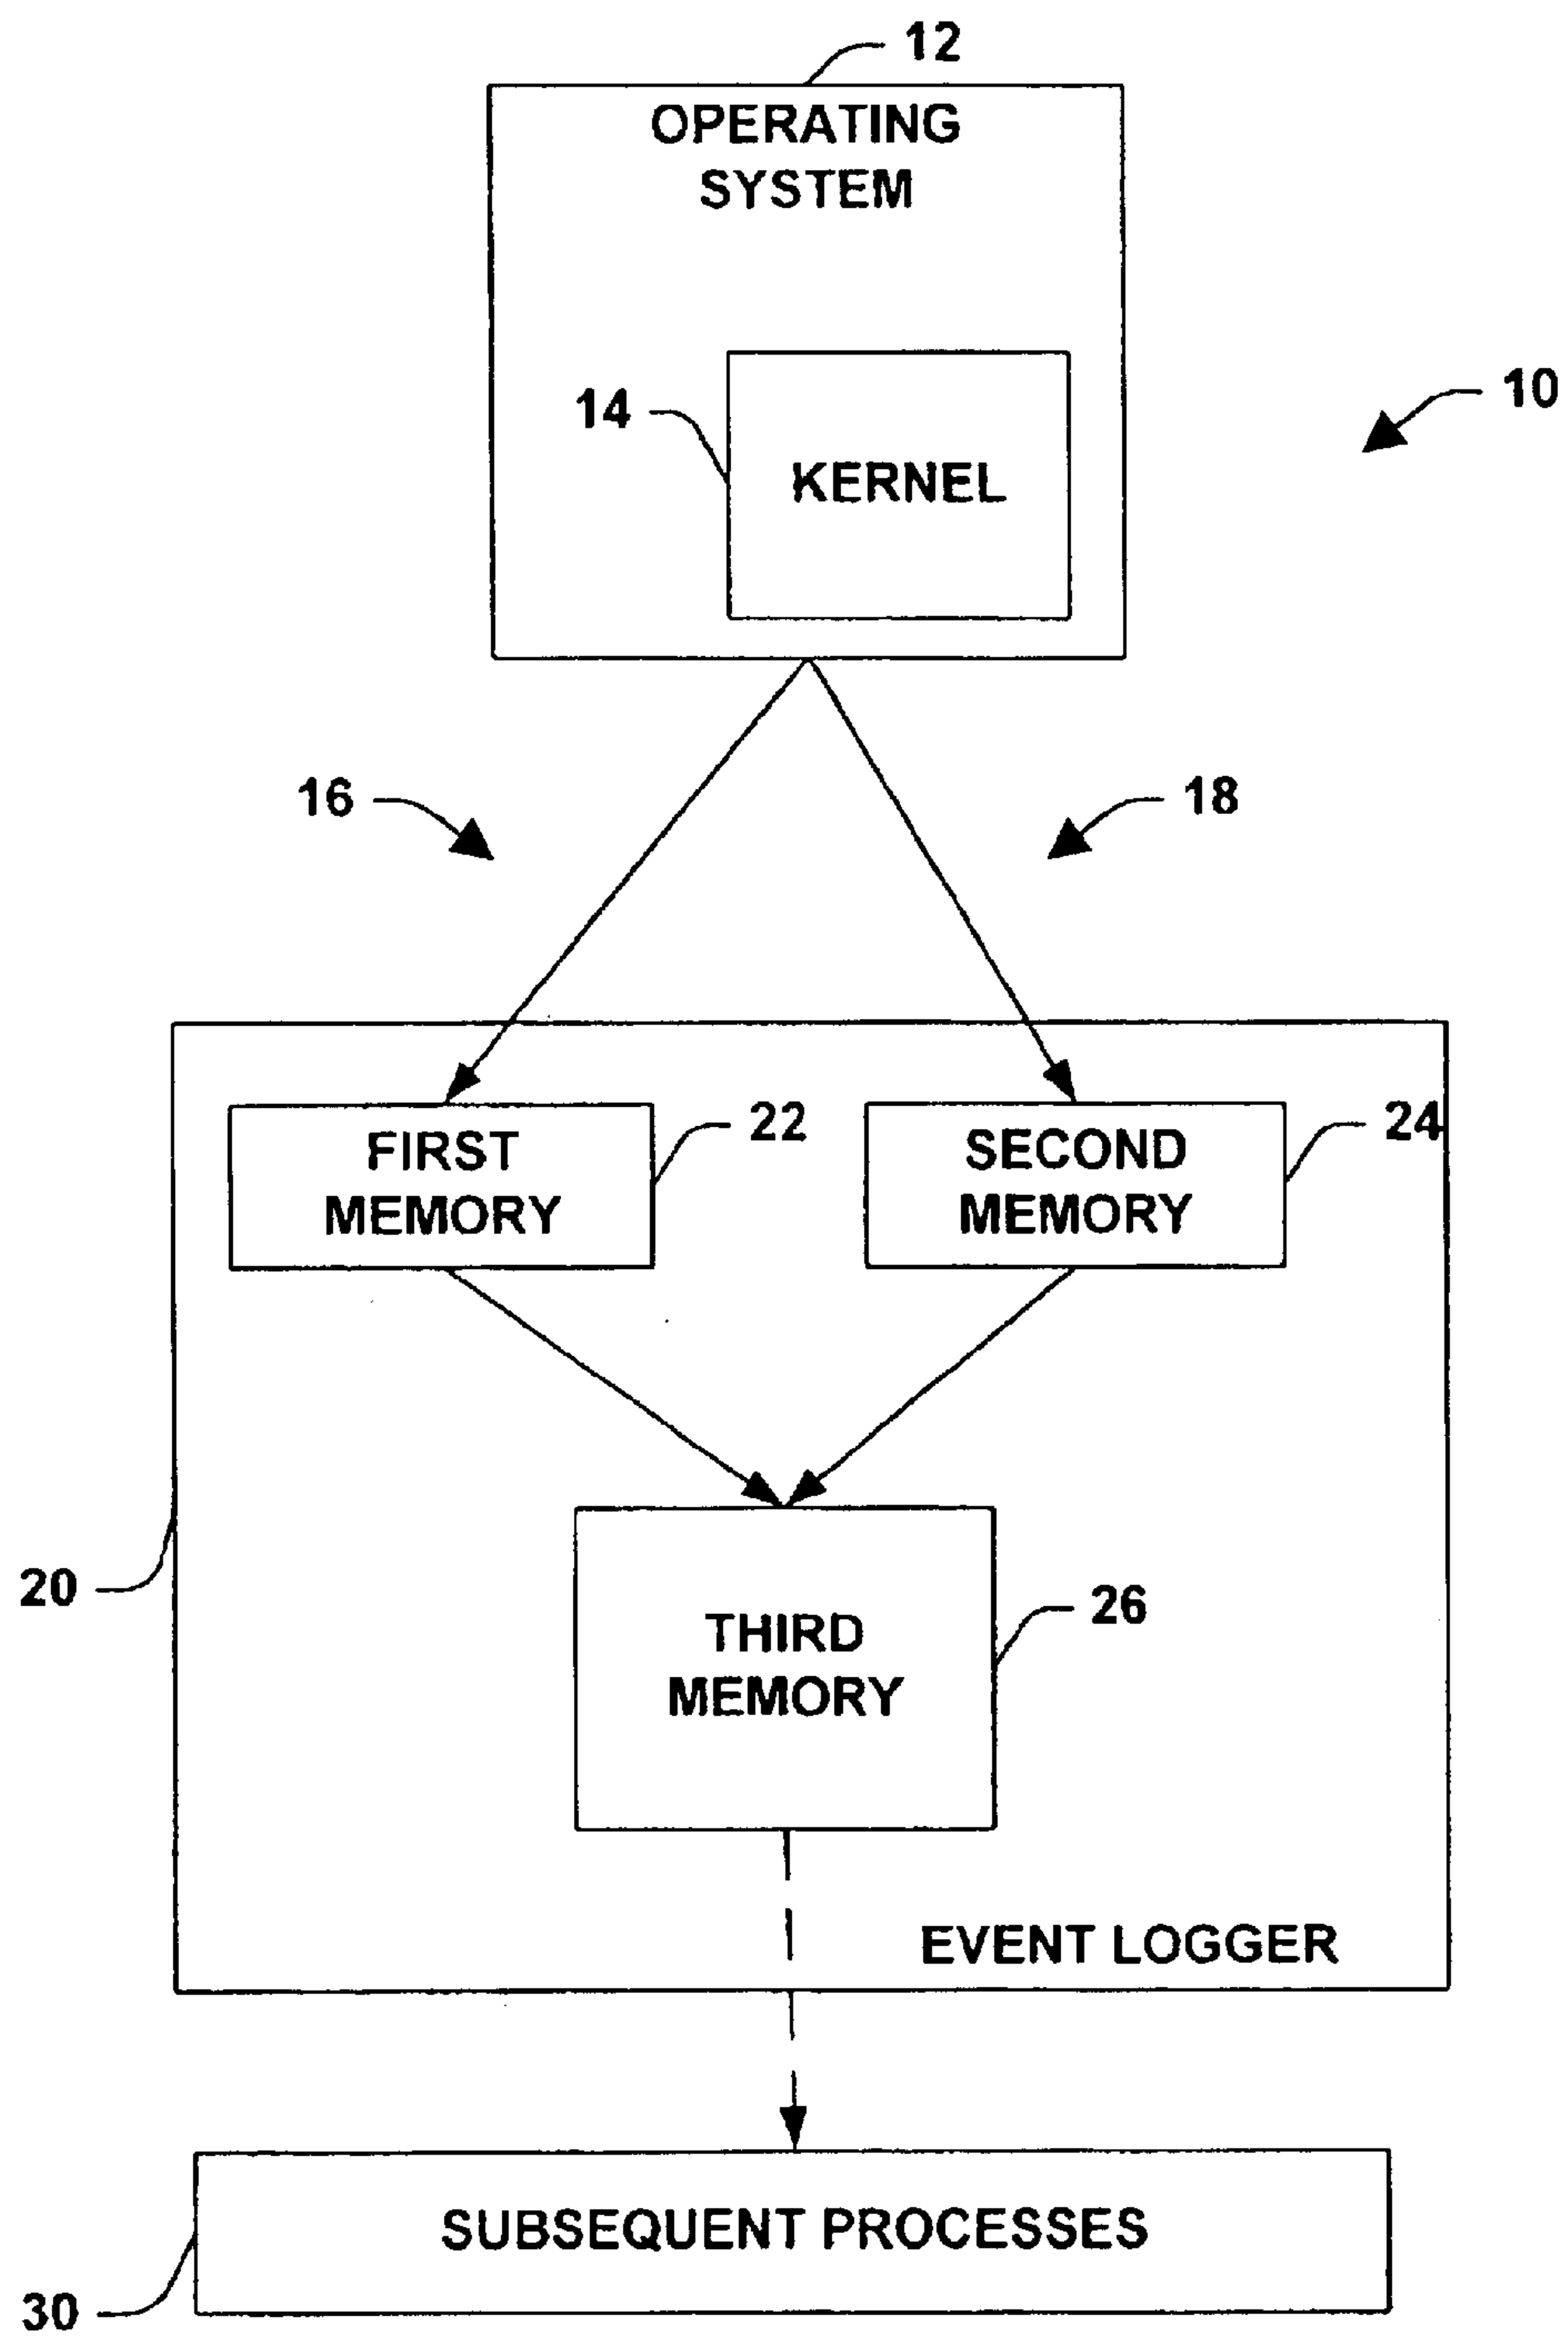 12
OPERATING
SYSTEM
10
14
KERNEL
16
18
22
24
FIRST
MEMORY
SECOND
MEMORY
20
26
THIRD
MEMORY
EVENT LOGGER
SUBSEQUENT PROCESSES
30